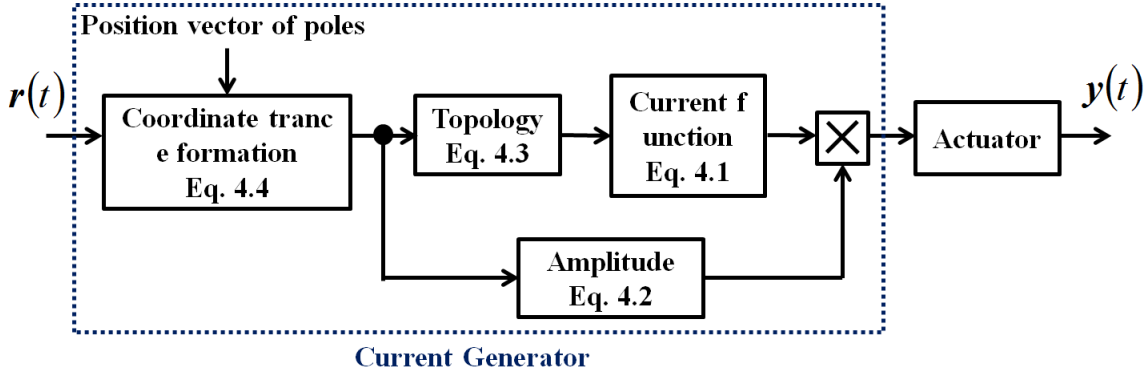 Position vector of poles
r(t)
Coordinate tranc
e formation
Eq. 4.4
Topology
Eq. 4.3
Current f
unction
Eq. 4.1
Actuator
y(t)
Amplitude
Eq. 4.2
Current Generator